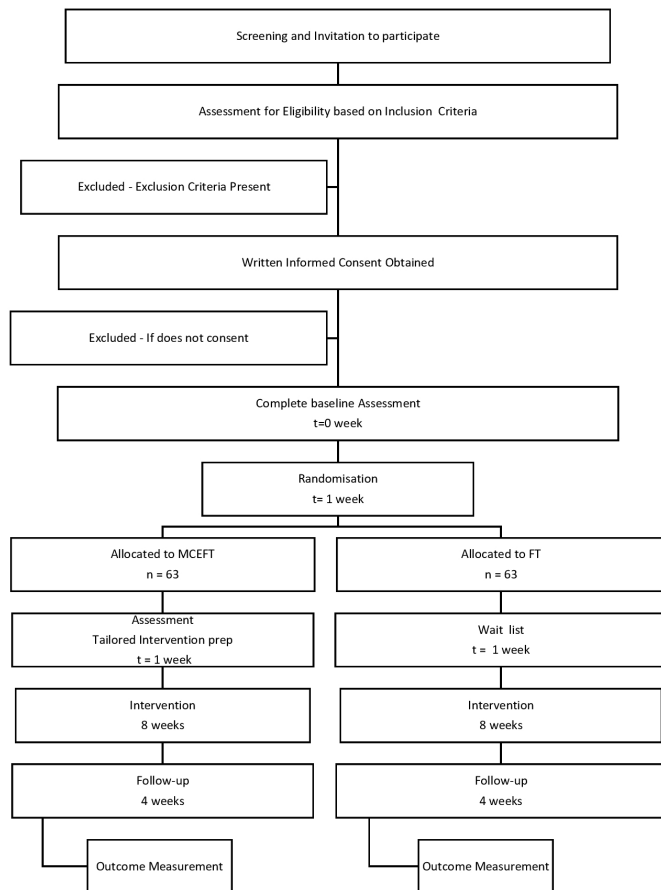 Screening and Invitation to participate
Assessment for Eligibility based on Inclusion Criteria
Excluded - Exclusion Criteria Present
Written Informed Consent Obtained
Excluded - If does not consent
Complete baseline Assessment
t=0 week
Randomisation
t= 1 week
Allocated to MCEFT
n = 63
Allocated to FT
n = 63
Assessment
Tailored Intervention prep
t = 1 week
Wait list
t = 1 week
Intervention
8 weeks
Intervention
8 weeks
Follow-up
4 weeks
Follow-up
4 weeks
Outcome Measurement
Outcome Measurement